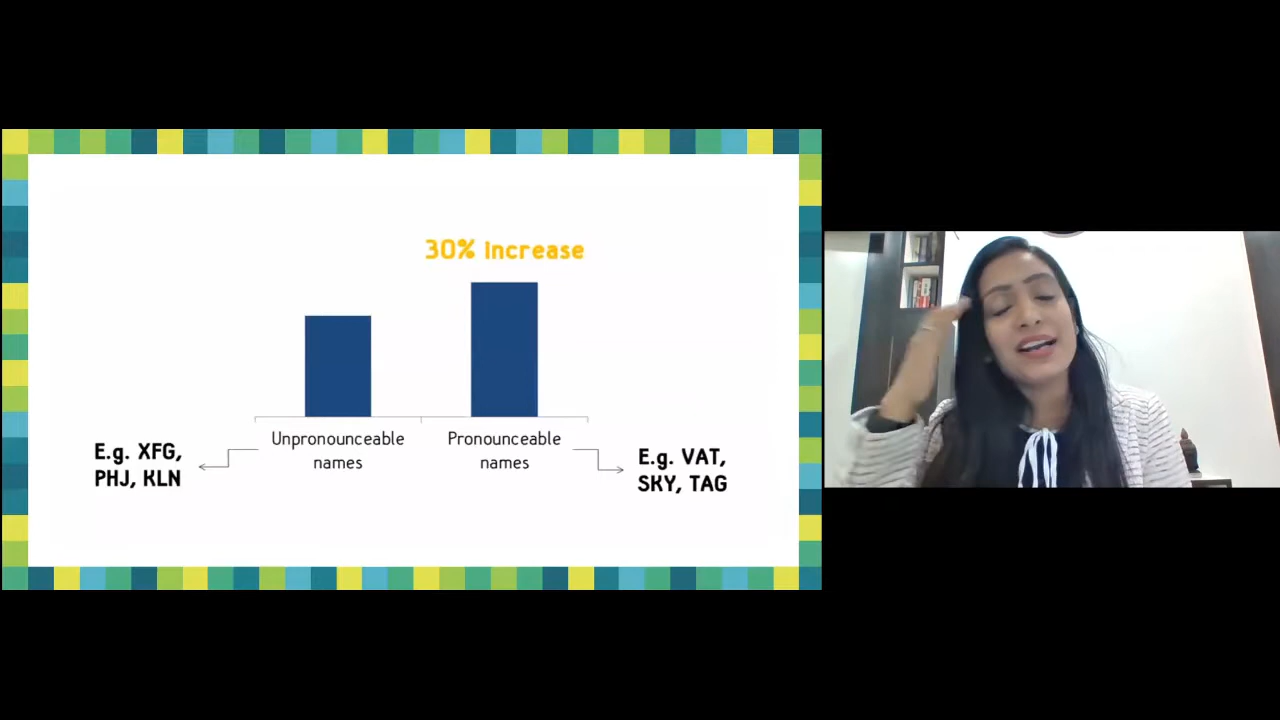 30% increase
Unpronounceable
names
Pronounceable
names
E.g. XFG,
PHJ, KLN
E.g. VAT,
SKY, TAG